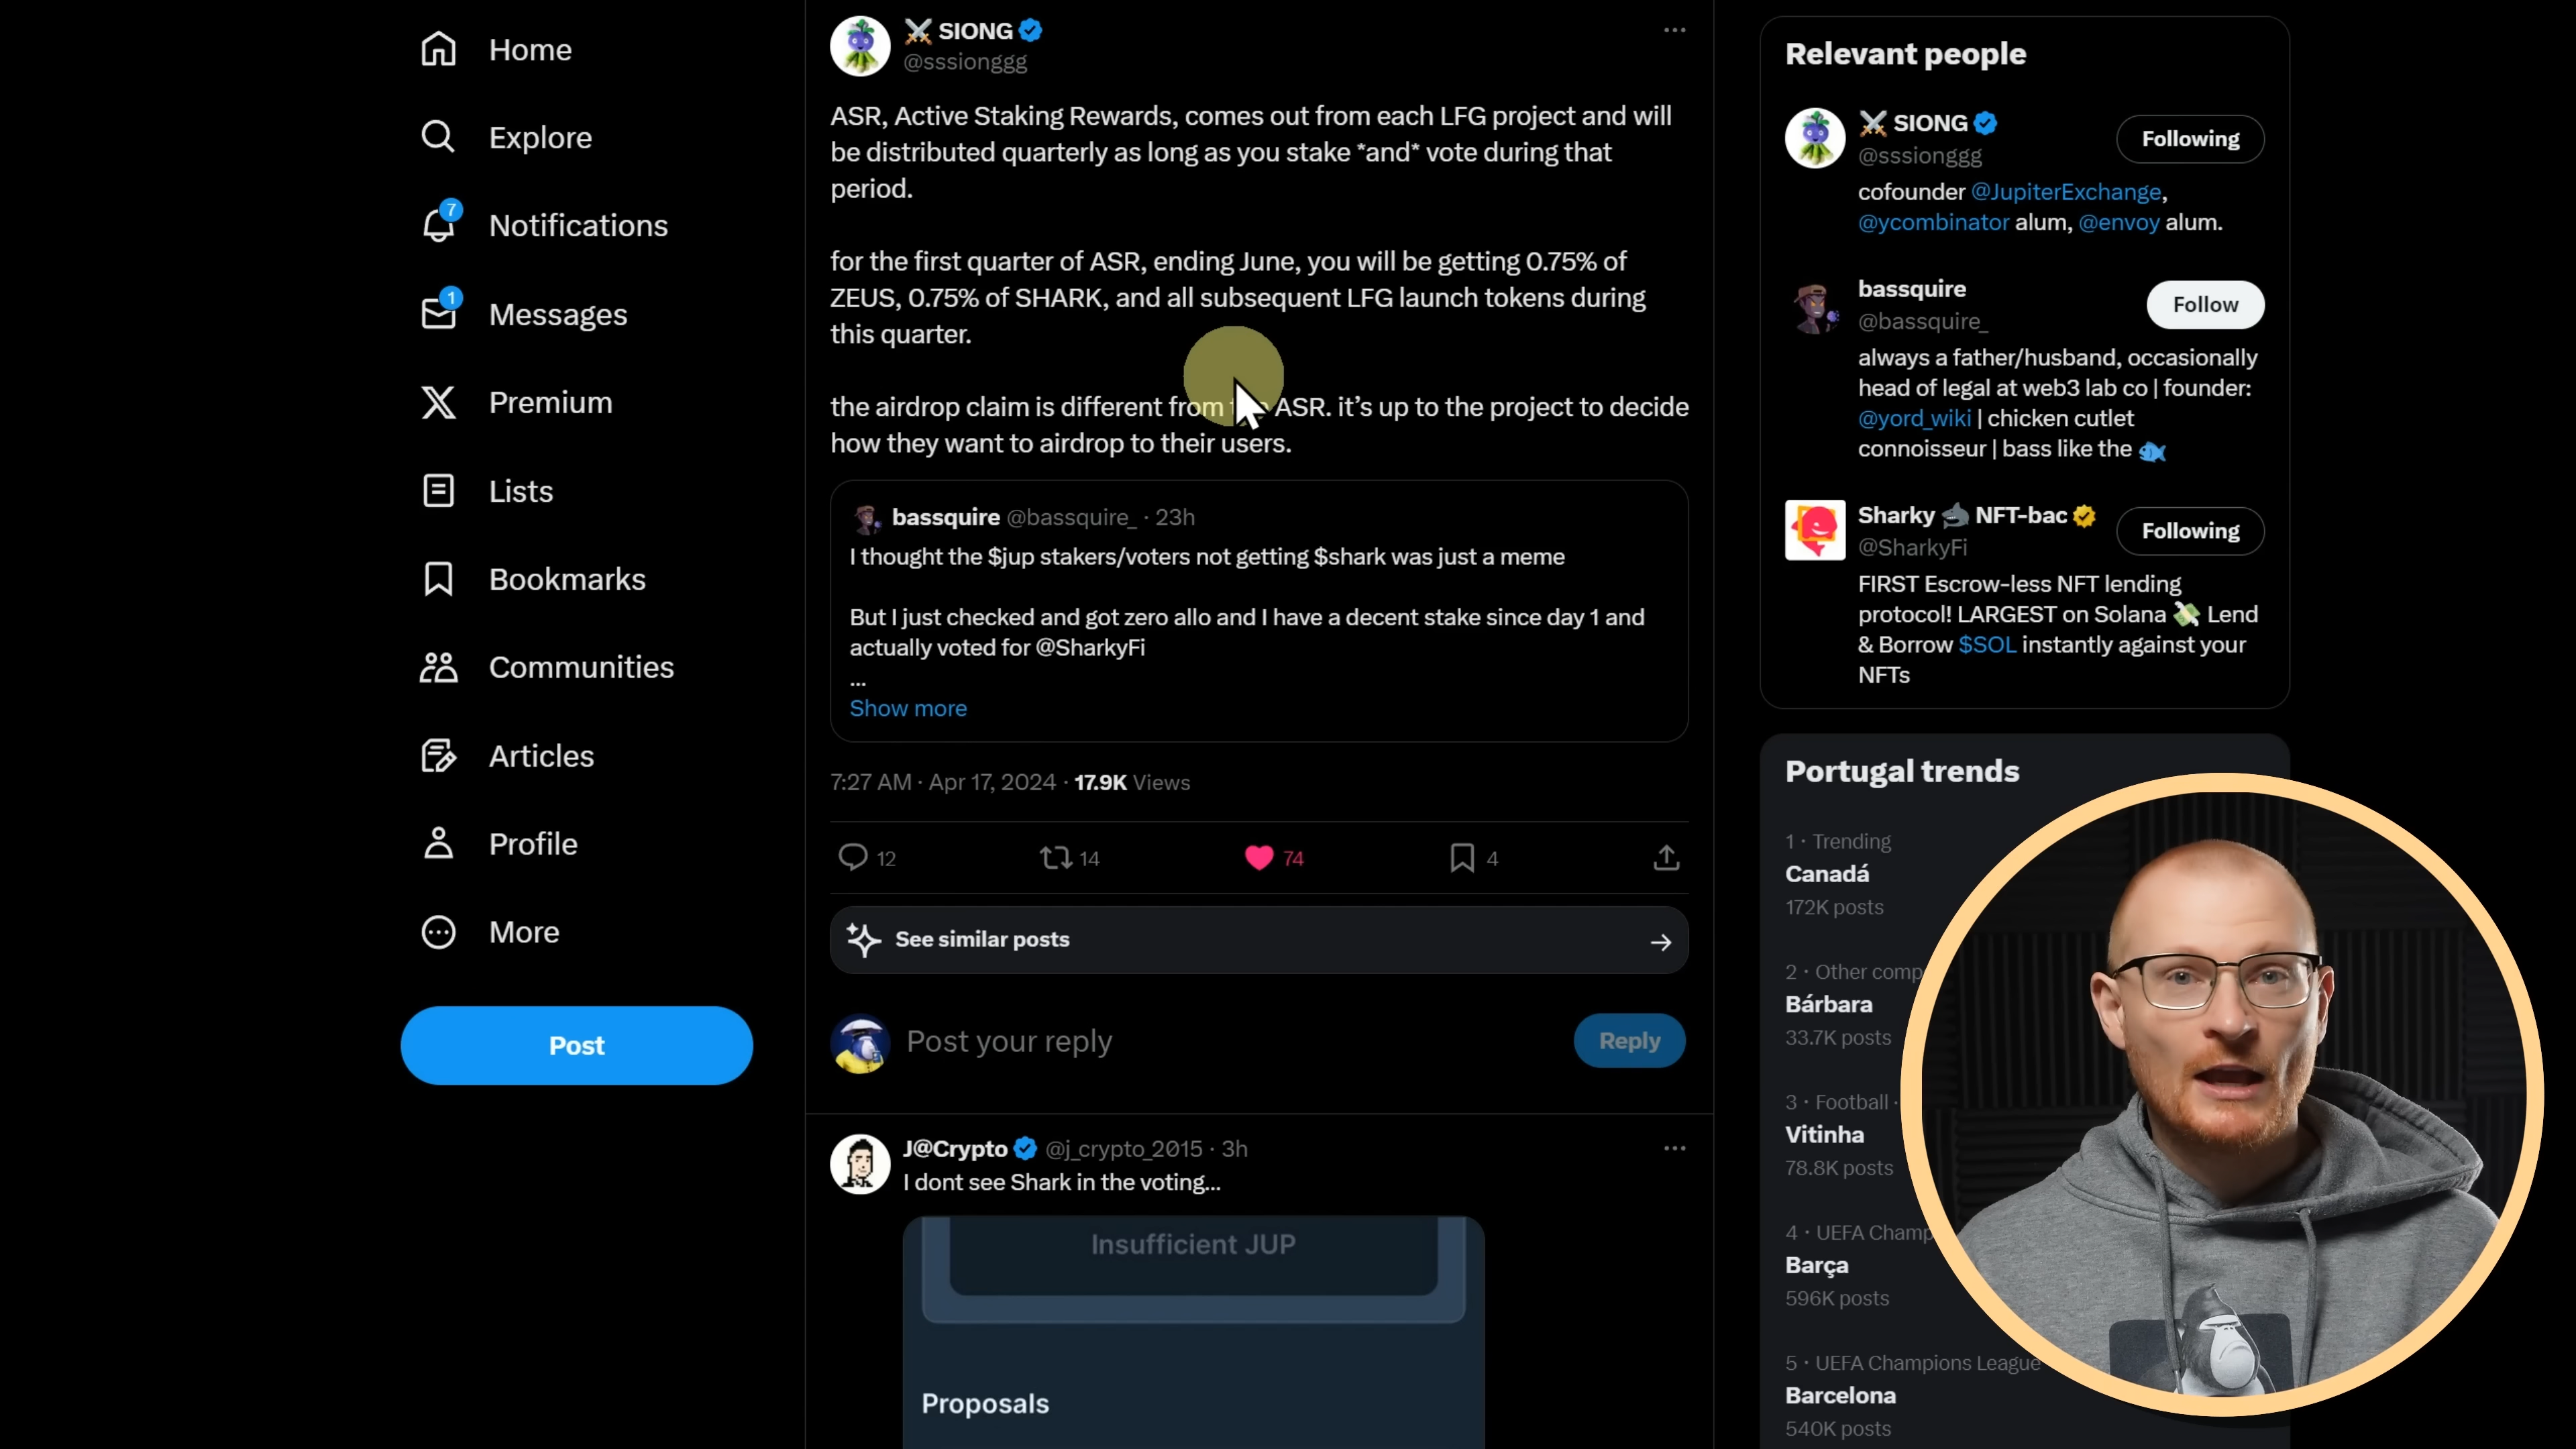 Home
Explore
7
Notifications
1
Messages
Premium
Lists
Bookmarks
Communities
Articles
Profile
More
Post
⚔️ SIONG
@sssionggg
ASR, Active Staking Rewards, comes out from each LFG project and will
be distributed quarterly as long as you stake *and* vote during that
period.
for the first quarter of ASR, ending June, you will be getting 0.75% of
ZEUS, 0.75% of SHARK, and all subsequent LFG launch tokens during
this quarter.
the airdrop claim is different from ASR. it’s up to the project to decide
how they want to airdrop to their users.
bassquire @bassquire_ · 23h
I thought the $jup stakers/voters not getting $shark was just a meme
But I just checked and got zero allo and I have a decent stake since day 1 and
actually voted for @SharkyFi
...
Show more
7:27 AM · Apr 17, 2024 · 17.9K Views
12
14
74
4
See similar posts
Post your reply
Reply
J@Crypto @j_crypto_2015 · 3h
I dont see Shark in the voting...
Insufficient JUP
Proposals
Relevant people
⚔️ SIONG
@sssionggg
Following
cofounder @JupiterExchange,
@ycombinator alum, @envoy alum.
bassquire
@bassquire_
Follow
always a father/husband, occasionally
head of legal at web3 lab co | founder:
@yord_wiki | chicken cutlet
connoisseur | bass like the 🐟
Sharky 🦈 NFT-bac
@SharkyFi
Following
FIRST Escrow-less NFT lending
protocol! LARGEST on Solana 💸 Lend
& Borrow $SOL instantly against your
NFTs
Portugal trends
1 · Trending
Canadá
172K posts
2 · Other comp
Bárbara
33.7K posts
3 · Football ·
Vitinha
78.8K posts
4 · UEFA Champ
Barça
596K posts
5 · UEFA Champions League
Barcelona
540K posts